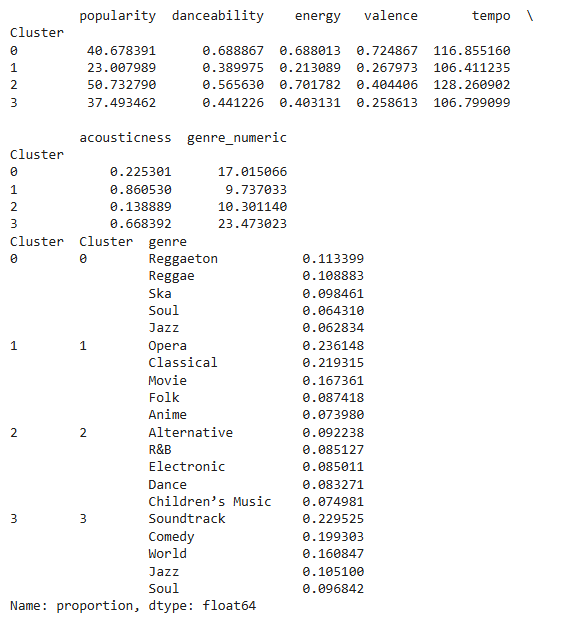 popularity danceability energy valence tempo \
Cluster
0 40.678391 0.688867 0.688013 0.724867 116.855160
1 23.007989 0.389975 0.213089 0.267973 106.411235
2 50.732790 0.565630 0.701782 0.404406 128.260902
3 37.493462 0.441226 0.403131 0.258613 106.799099
acousticness genre_numeric
Cluster
0 0.225301 17.015066
1 0.860530 9.737033
2 0.138889 10.301140
3 0.668392 23.473023
Cluster Cluster genre
0 0 Reggaeton 0.113399
Reggae 0.108883
Ska 0.098461
Soul 0.064310
Jazz 0.062834
1 1 Opera 0.236148
Classical 0.219315
Movie 0.167361
Folk 0.087418
Anime 0.073980
2 2 Alternative 0.092238
R&B 0.085127
Electronic 0.085011
Dance 0.083271
Children’s Music 0.074981
3 3 Soundtrack 0.229525
Comedy 0.199303
World 0.160847
Jazz 0.105100
Soul 0.096842
Name: proportion, dtype: float64